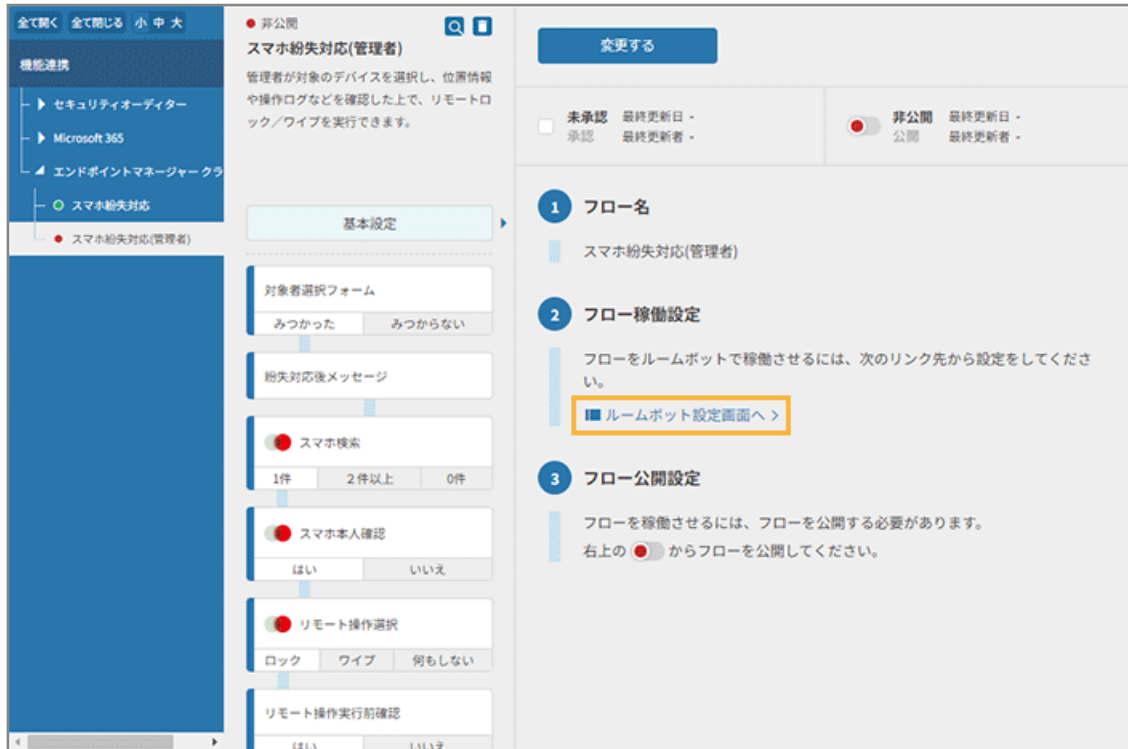 全て開く 全て閉じる 小 中 大
機能連携
セキュリティオーディター
Microsoft 365
エンドポイントマネージャー クラ
スマホ紛失対応
スマホ紛失対応(管理者)
非公開
スマホ紛失対応(管理者)
管理者が対象のデバイスを選択し、位置情報
や操作ログなどを確認した上で、リモートロ
ック／ワイプを実行できます。
基本設定
対象者選択フォーム
みつかった みつからない
紛失対応後メッセージ
スマホ検索
1件 2件以上 0件
スマホ本人確認
はい いいえ
リモート操作選択
ロック ワイプ 何もしない
リモート操作実行前確認
はい いいえ
変更する
未承認 最終更新日 -
承認 最終更新者 -
非公開 最終更新日 -
公開 最終更新者 -
1 フロー名
スマホ紛失対応(管理者)
2 フロー稼働設定
フローをルームボットで稼働させるには、次のリンク先から設定をしてくださ
い。
ルームボット設定画面へ >
3 フロー公開設定
フローを稼働させるには、フローを公開する必要があります。
右上の からフローを公開してください。